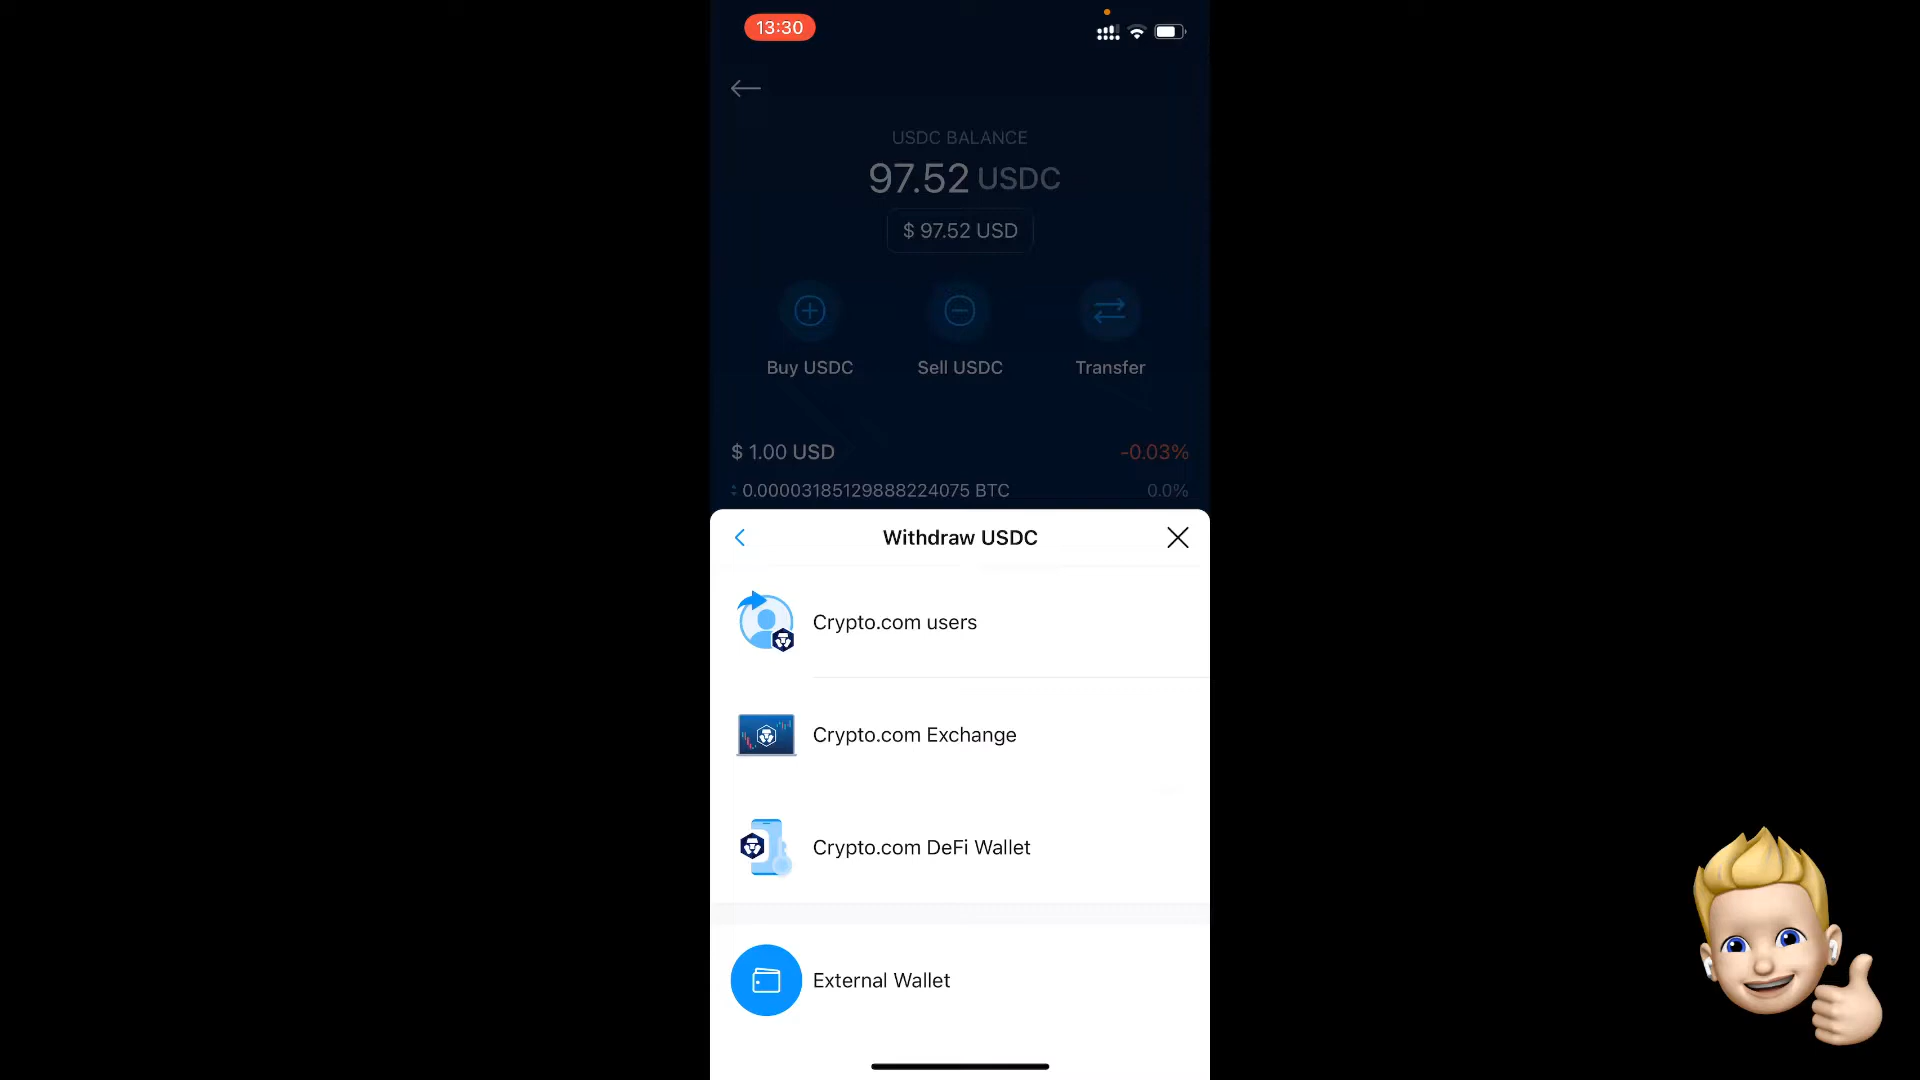 13:30
USDC BALANCE
97.52 USDC
$ 97.52 USD
Buy USDC
Sell USDC
Transfer
$ 1.00 USD
-0.03%
0.00003185129888224075 BTC
0.0%
Withdraw USDC
Crypto.com users
Crypto.com Exchange
Crypto.com DeFi Wallet
External Wallet